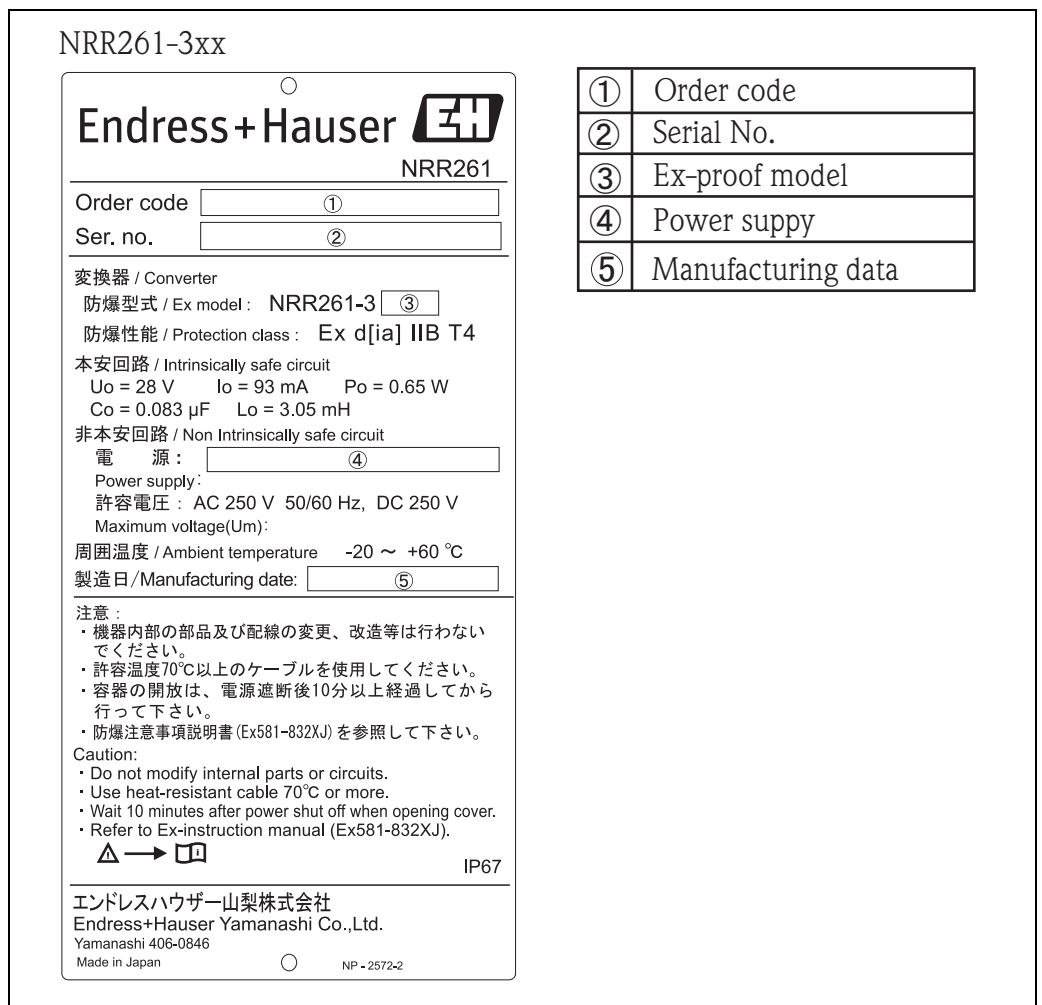 NRR261-3xx
Endress+Hauser EH
NRR261
Order code ①
Ser. no. ②
変換器 / Converter
防爆型式 / Ex model : NRR261-3 ③
防爆性能 / Protection class : Ex d[ia] IIB T4
本安回路 / Intrinsically safe circuit
Uo = 28 V Io = 93 mA Po = 0.65 W
Co = 0.083 µF Lo = 3.05 mH
非本安回路 / Non Intrinsically safe circuit
電 源 : ④
Power supply:
許容電圧 : AC 250 V 50/60 Hz, DC 250 V
Maximum voltage(Um):
周囲温度 / Ambient temperature -20 ~ +60 ℃
製造日/Manufacturing date: ⑤
注意 :
・機器内部の部品及び配線の変更、改造等は行わない
でください。
・許容温度70℃以上のケーブルを使用してください。
・容器の開放は、電源遮断後10分以上経過してから
行って下さい。
・防爆注意事項説明書(Ex581-832XJ)を参照して下さい。
Caution:
・Do not modify internal parts or circuits.
・Use heat-resistant cable 70℃ or more.
・Wait 10 minutes after power shut off when opening cover.
・Refer to Ex-instruction manual (Ex581-832XJ).
IP67
エンドレスハウザー山梨株式会社
Endress+Hauser Yamanashi Co.,Ltd.
Yamanashi 406-0846
Made in Japan NP - 2572-2
① Order code
② Serial No.
③ Ex-proof model
④ Power suppy
⑤ Manufacturing data